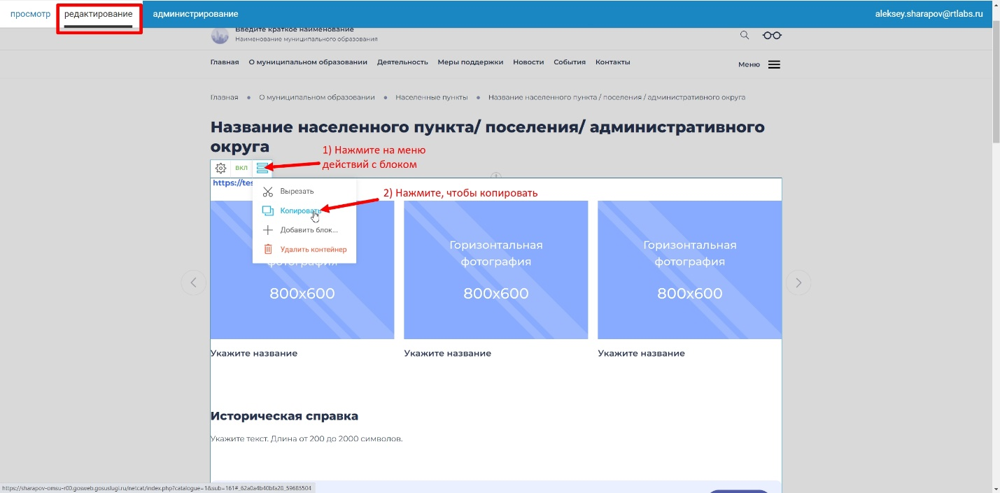 просмотр редактирование администрирование aleksey.sharapov@rtlabs.ru
Введите краткое наименование
Наименование муниципального образования
Главная О муниципальном образовании Деятельность Меры поддержки Новости События Контакты Меню
Главная • О муниципальном образовании • Населенные пункты • Название населенного пункта / поселения / административного округа
Название населенного пункта/ поселения/ административного
округа
1) Нажмите на меню
действий с блоком
ВКЛ
https://tes
Вырезать
2) Нажмите, чтобы копировать
Копировать
Добавить блок...
Удалить контейнер
фотография
800x600
Горизонтальная
фотография
800x600
Горизонтальная
фотография
800x600
Укажите название Укажите название Укажите название
Историческая справка
Укажите текст. Длина от 200 до 2000 символов.
https://sharapov-omsu-r00.gosweb.gosuslugi.ru/netcat/index.php?catalogue=1&sub=161#_62a0a4b40bfa28_59685504